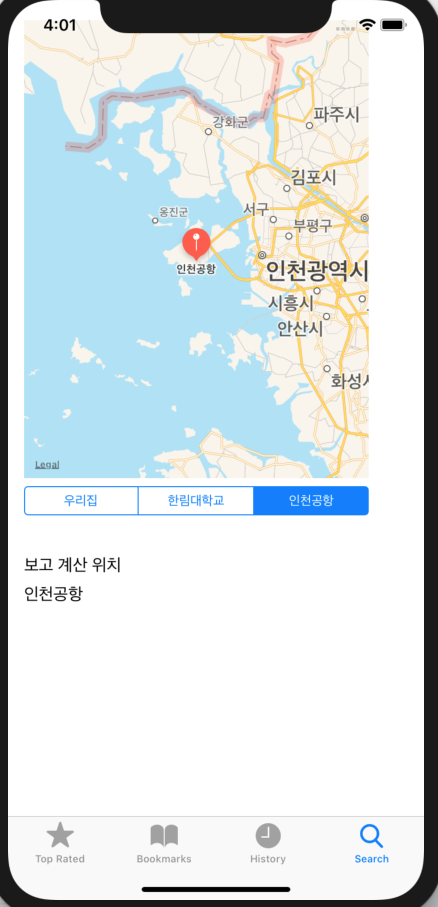 4:01
강화군
파주시
김포시
옹진군
서구
부평구
인천공항
인천광역시
시흥시
안산시
화성시
Legal
우리집 한림대학교 인천공항
보고 계산 위치
인천공항
Top Rated Bookmarks History Search